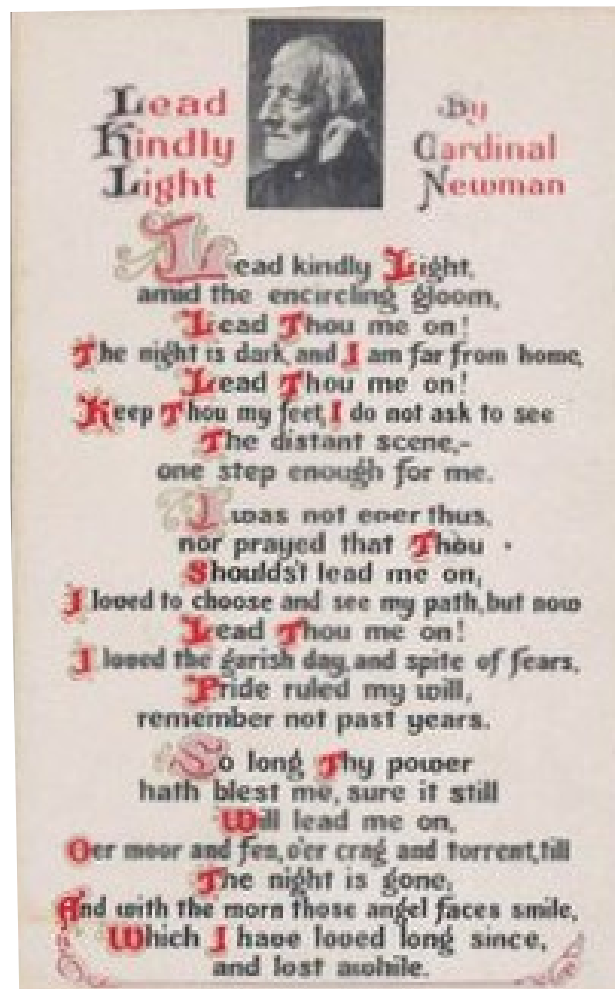 Lead
Kindly
Light
By
Cardinal
Newman
Lead kindly Light,
amid the encircling gloom,
Lead Thou me on!
The night is dark, and I am far from home,
Lead Thou me on!
Keep Thou my feet, I do not ask to see
The distant scene,-
one step enough for me.
I was not ever thus,
nor prayed that Thou
Should'st lead me on,
I loved to choose and see my path, but now
Lead Thou me on!
I loved the garish day, and spite of fears,
Pride ruled my will,
remember not past years.
So long Thy power
hath blest me, sure it still
Will lead me on,
Oer moor and fen, o'er crag and torrent, till
The night is gone;
And with the morn those angel faces smile,
Which I have loved long since,
and lost awhile.